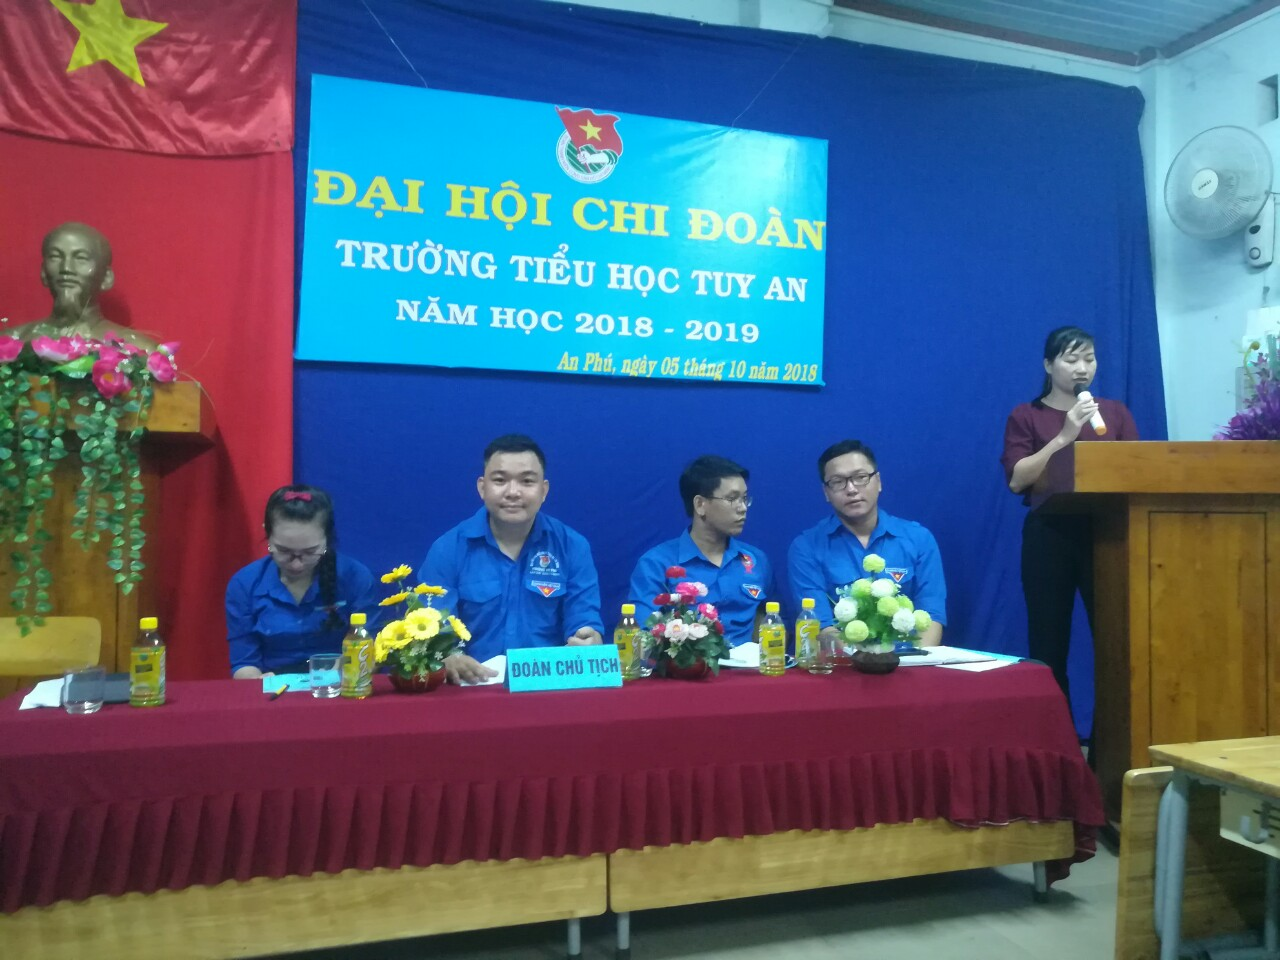 ĐẠI HỘI CHI ĐOÀN
TRƯỜNG TIỂU HỌC TUY AN
NĂM HỌC 2018 - 2019
An Phú, ngày 05 tháng 10 năm 2018
ĐOÀN CHỦ TỊCH